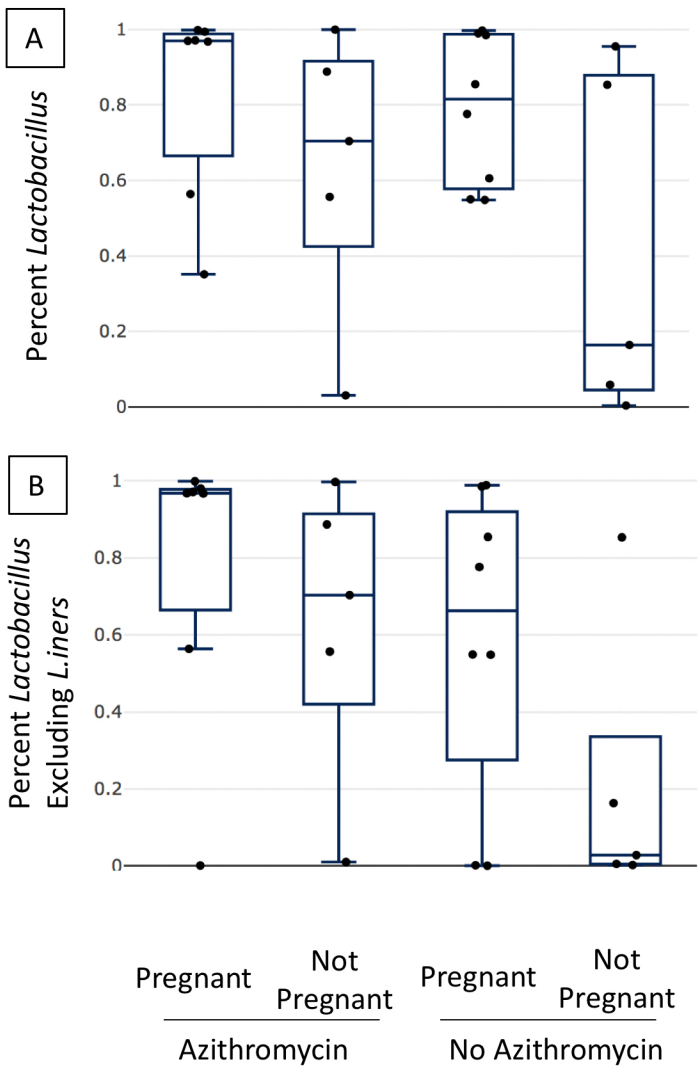 A
Percent Lactobacillus
1
0.8
0.6
0.4
0.2
0
B
Percent Lactobacillus
Excluding L.iners
1
0.8
0.6
0.4
0.2
0
Pregnant
Not
Pregnant
Pregnant
Not
Pregnant
Azithromycin
No Azithromycin